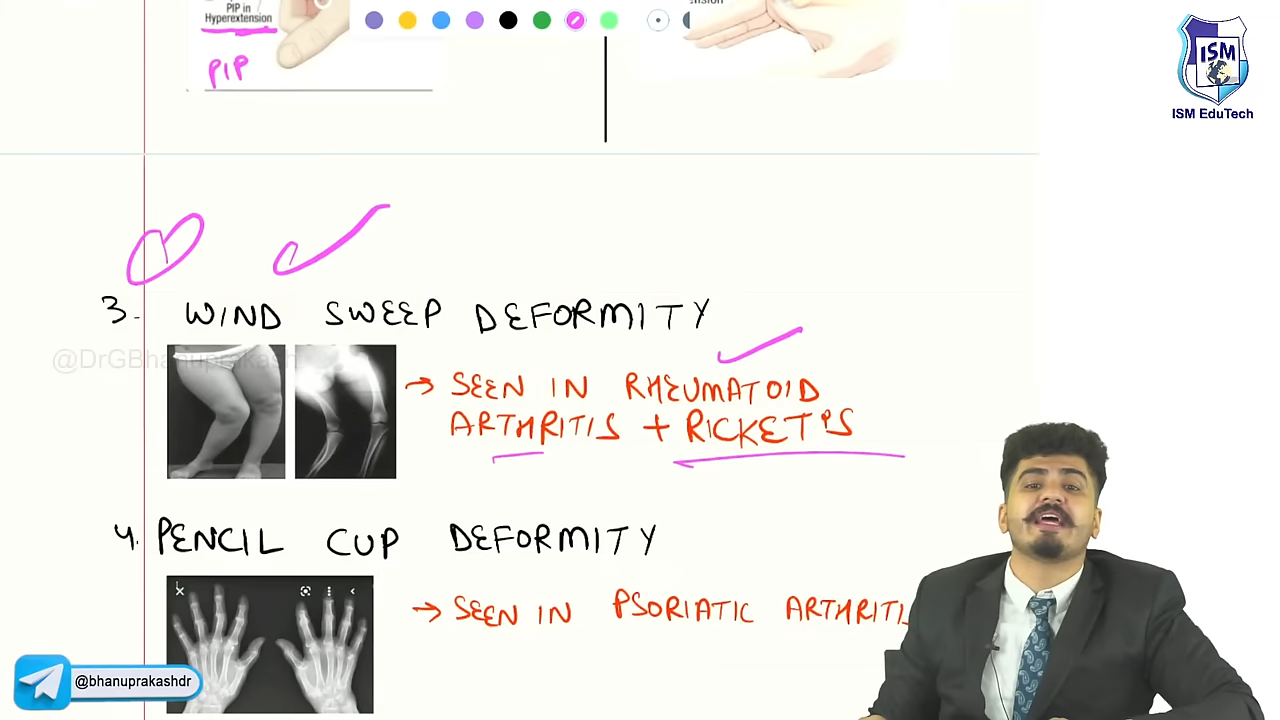 PIP in
Hyperextension
PIP
ISM
ISM EduTech
3. WIND SWEEP DEFORMITY
@DrGBhanuprakash
→ SEEN IN RHEUMATOID
ARTHRITIS + RICKETS
4. PENCIL CUP DEFORMITY
→ SEEN IN PSORIATIC ARTHRITI
@bhanuprakashdr